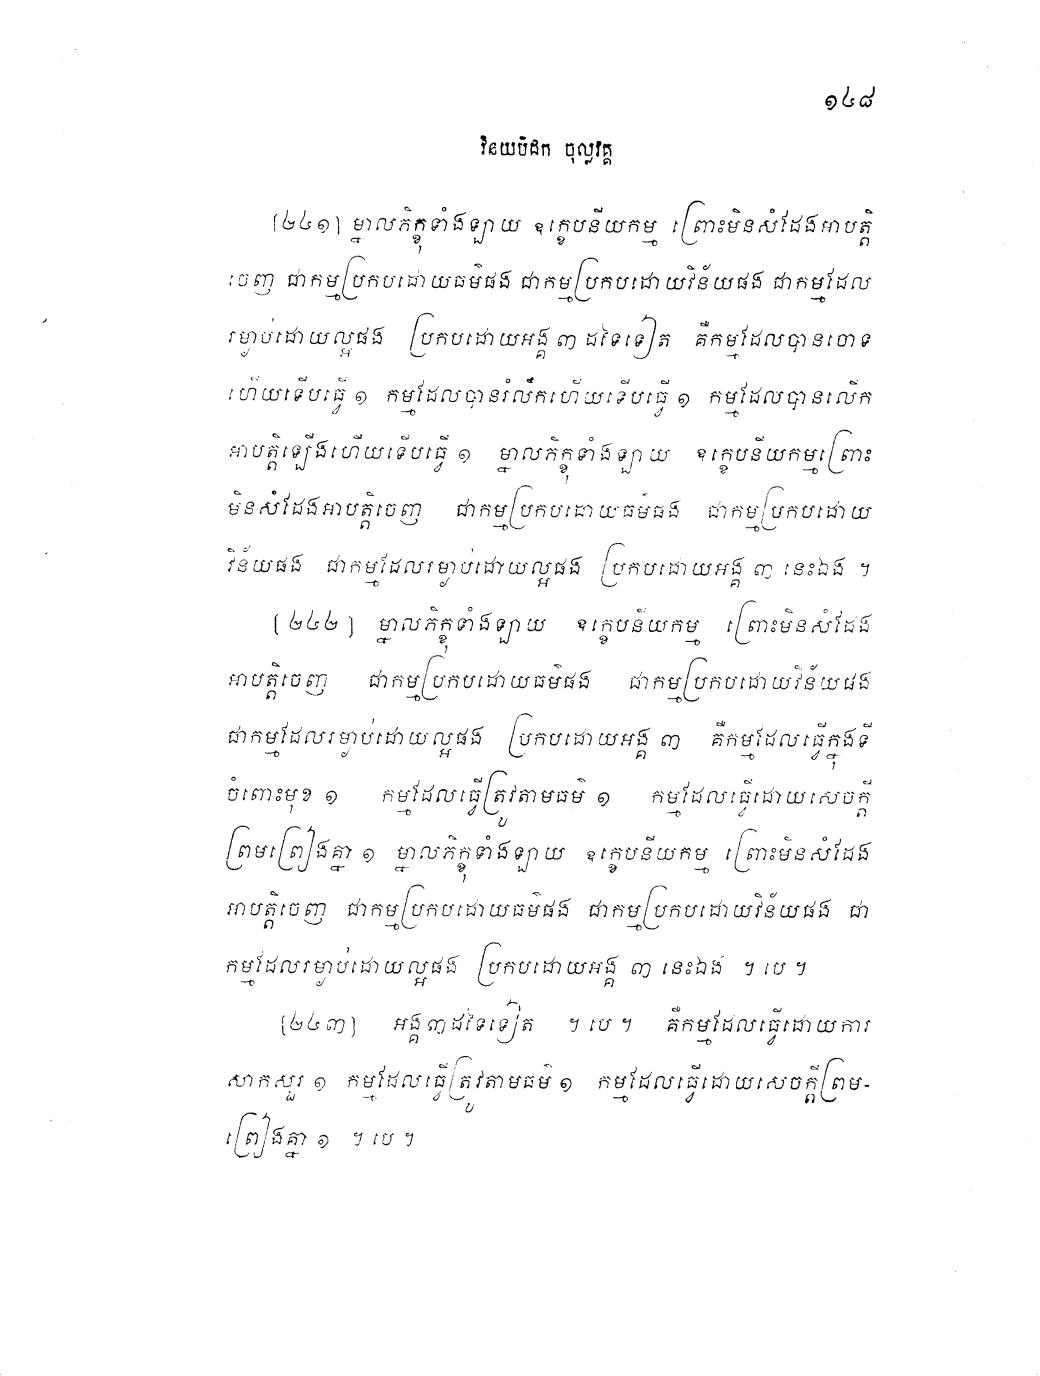 ១៤៨
វិនយបិដក ចុល្លវគ្គ
[២៤១] ម្នាលភិក្ខុទាំងឡាយ ឧក្ខេបនីយកម្ម ព្រោះមិនសំដែងអាបត្តិ
ចេញ ជាកម្មប្រកបដោយធម៌ផង ជាកម្មប្រកបដោយវិន័យផង ជាកម្មដែល
រម្ងាប់ដោយល្អផង ប្រកបដោយអង្គ ៣ ដទៃទៀត គឺកម្មដែលបានចោទ
ហើយទើបធ្វើ ១ កម្មដែលបានរំលឹកហើយទើបធ្វើ ១ កម្មដែលបានលើក
អាបត្តិឡើងហើយទើបធ្វើ ១ ម្នាលភិក្ខុទាំងឡាយ ឧក្ខេបនីយកម្មព្រោះ
មិនសំដែងអាបត្តិចេញ ជាកម្មប្រកបដោយធម៌ផង ជាកម្មប្រកបដោយ
វិន័យផង ជាកម្មដែលរម្ងាប់ដោយល្អផង ប្រកបដោយអង្គ ៣ នេះឯង ។
[២៤២] ម្នាលភិក្ខុទាំងឡាយ ឧក្ខេបនីយកម្ម ព្រោះមិនសំដែង
អាបត្តិចេញ ជាកម្មប្រកបដោយធម៌ផង ជាកម្មប្រកបដោយវិន័យផង
ជាកម្មដែលរម្ងាប់ដោយល្អផង ប្រកបដោយអង្គ ៣ គឺកម្មដែលធ្វើក្នុងទី
ចំពោះមុខ ១ កម្មដែលធ្វើត្រូវតាមធម៌ ១ កម្មដែលធ្វើដោយសេចក្តី
ព្រមព្រៀងគ្នា ១ ម្នាលភិក្ខុទាំងឡាយ ឧក្ខេបនីយកម្ម ព្រោះមិនសំដែង
អាបត្តិចេញ ជាកម្មប្រកបដោយធម៌ផង ជាកម្មប្រកបដោយវិន័យផង ជា
កម្មដែលរម្ងាប់ដោយល្អផង ប្រកបដោយអង្គ ៣ នេះឯង ។ បេ ។
[២៤៣] អង្គ៣ដទៃទៀត ។ បេ ។ គឺកម្មដែលធ្វើដោយការ
សាកសួរ ១ កម្មដែលធ្វើត្រូវតាមធម៌ ១ កម្មដែលធ្វើដោយសេចក្តីព្រម-
ព្រៀងគ្នា ១ ។ បេ ។